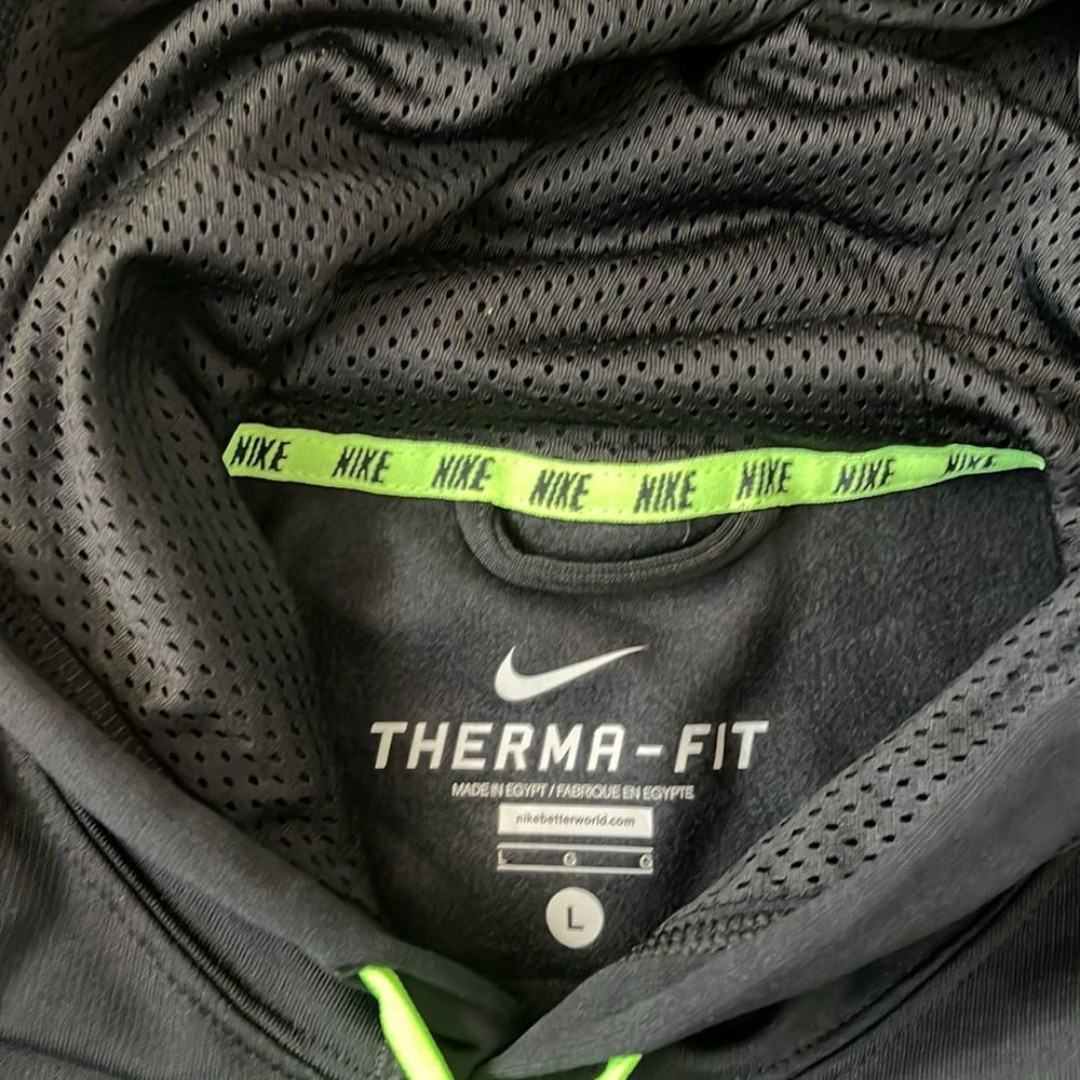 NIKE NIKE NIKE NIKE NIKE NIKE NIKE NIKE
THERMA-FIT
MADE IN EGYPT / FABRIQUE EN EGYPTE
nikebetterworld.com
L G G
L